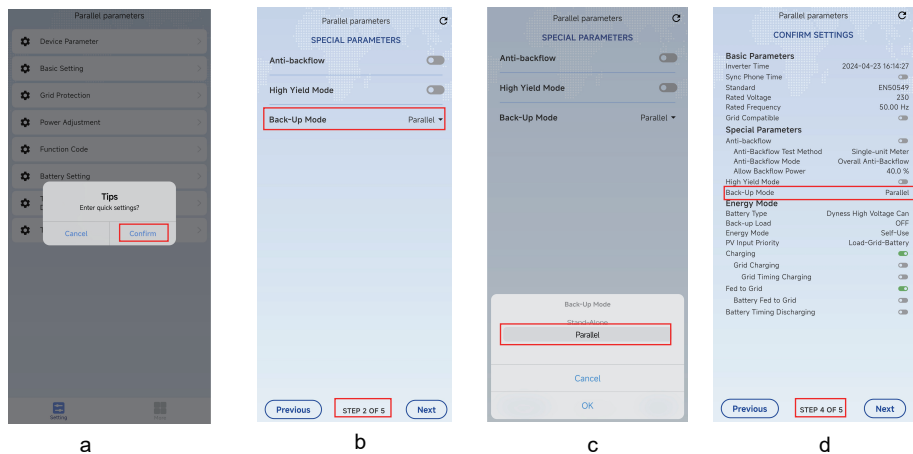 Parallel parameters
Device Parameter
Basic Setting
Grid Protection
Power Adjustment
Function Code
Battery Setting
Tips
Enter quick settings?
Cancel Confirm
Setting
More
a
Parallel parameters
SPECIAL PARAMETERS
Anti-backflow
High Yield Mode
Back-Up Mode Parallel
Previous STEP 2 OF 5 Next
b
Parallel parameters
SPECIAL PARAMETERS
Anti-backflow
High Yield Mode
Back-Up Mode Parallel
Back-Up Mode
Stand-Alone
Parallel
Cancel
OK
c
Parallel parameters
CONFIRM SETTINGS
Basic Parameters
Inverter Time 2024-04-23 16:14:27
Sync Phone Time
Standard EN50549
Rated Voltage 230
Rated Frequency 50.00 Hz
Grid Compatible
Special Parameters
Anti-backflow
Anti-Backflow Test Method Single-unit Meter
Anti-Backflow Mode Overall Anti-Backflow
Allow Backflow Power 40.0 %
High Yield Mode
Back-Up Mode Parallel
Energy Mode
Battery Type Dyness High Voltage Can
Back-up Load OFF
Energy Mode Self-Use
PV Input Priority Load-Grid-Battery
Charging
Grid Charging
Grid Timing Charging
Fed to Grid
Battery Fed to Grid
Battery Timing Discharging
Previous STEP 4 OF 5 Next
d